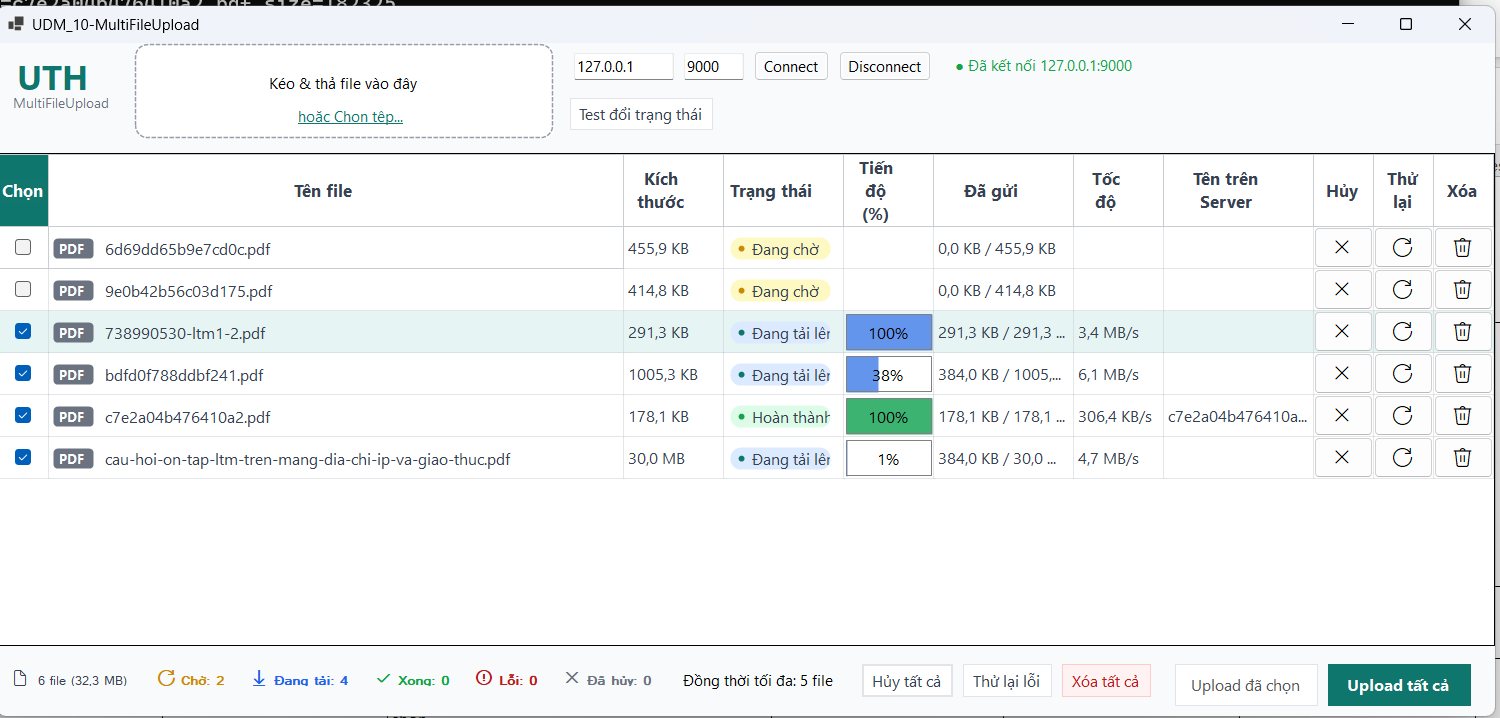 UDM_10-MultiFileUpload
UTH
MultiFileUpload
Kéo & thả file vào đây
hoặc Chọn tệp...
127.0.0.1
9000
Connect
Disconnect
● Đã kết nối 127.0.0.1:9000
Test đổi trạng thái
Chọn
Tên file
Kích thước
Trạng thái
Tiến độ (%)
Đã gửi
Tốc độ
Tên trên Server
Hủy
Thử lại
Xóa
PDF 6d69dd65b9e7cd0c.pdf 455,9 KB • Đang chờ 0,0 KB / 455,9 KB
PDF 9e0b42b56c03d175.pdf 414,8 KB • Đang chờ 0,0 KB / 414,8 KB
PDF 738990530-ltm1-2.pdf 291,3 KB • Đang tải lên 100% 291,3 KB / 291,3 ... 3,4 MB/s
PDF bdfd0f788ddbf241.pdf 1005,3 KB • Đang tải lên 38% 384,0 KB / 1005,... 6,1 MB/s
PDF c7e2a04b476410a2.pdf 178,1 KB • Hoàn thành 100% 178,1 KB / 178,1 ... 306,4 KB/s c7e2a04b476410a...
PDF cau-hoi-on-tap-ltm-tren-mang-dia-chi-ip-va-giao-thuc.pdf 30,0 MB • Đang tải lên 1% 384,0 KB / 30,0 ... 4,7 MB/s
6 file (32,3 MB)
Chờ: 2
Đang tải: 4
Xong: 0
Lỗi: 0
Đã hủy: 0
Đồng thời tối đa: 5 file
Hủy tất cả
Thử lại lỗi
Xóa tất cả
Upload đã chọn
Upload tất cả